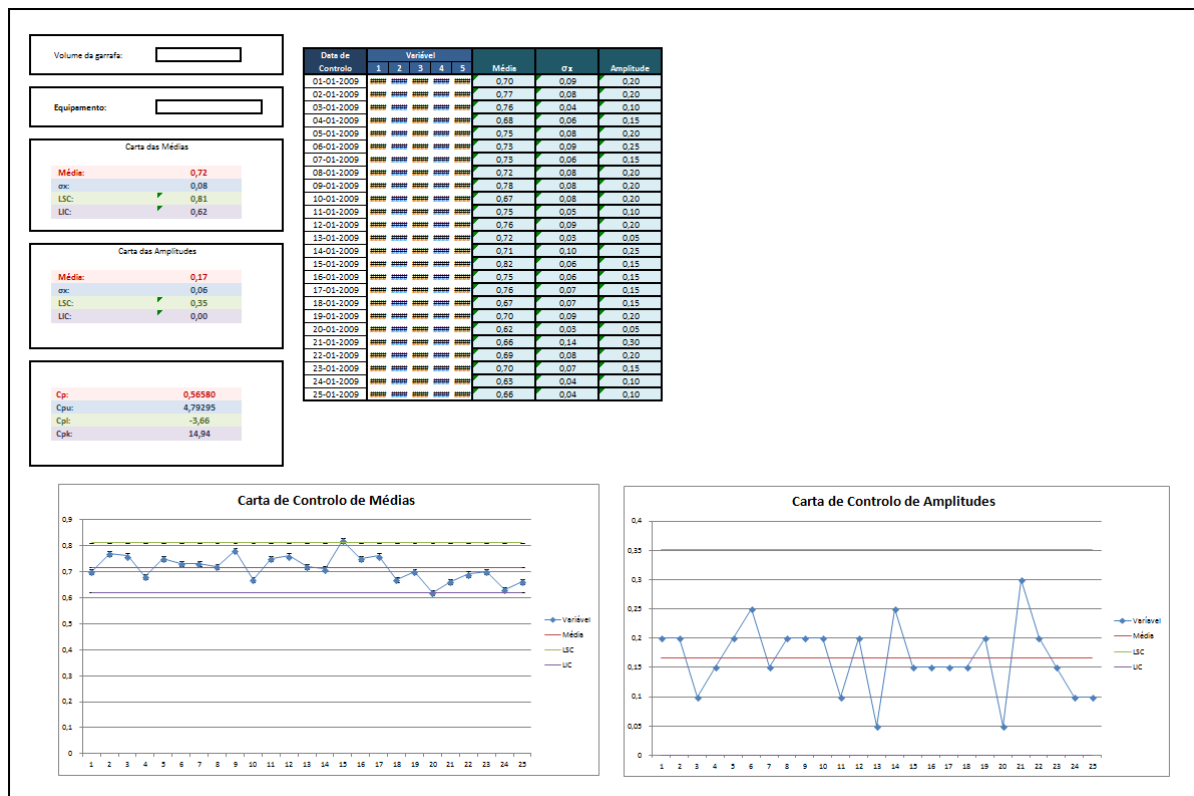 Volume da garrafa:
Equipamento:
Carta das Médias
Média: 0,72
σx: 0,08
LSC: 0,81
LIC: 0,62
Carta das Amplitudes
Média: 0,17
σx: 0,06
LSC: 0,35
LIC: 0,00
Cp: 0,56580
Cpu: 4,79295
Cpl: -3,66
Cpk: 14,94
Data de Controlo Variável Média σx Amplitude
1 2 3 4 5
01-01-2009 #### #### #### #### #### 0,70 0,09 0,20
02-01-2009 #### #### #### #### #### 0,77 0,08 0,20
03-01-2009 #### #### #### #### #### 0,76 0,04 0,10
04-01-2009 #### #### #### #### #### 0,68 0,06 0,15
05-01-2009 #### #### #### #### #### 0,75 0,08 0,20
06-01-2009 #### #### #### #### #### 0,73 0,09 0,25
07-01-2009 #### #### #### #### #### 0,73 0,06 0,15
08-01-2009 #### #### #### #### #### 0,72 0,08 0,20
09-01-2009 #### #### #### #### #### 0,78 0,08 0,20
10-01-2009 #### #### #### #### #### 0,67 0,08 0,20
11-01-2009 #### #### #### #### #### 0,75 0,05 0,10
12-01-2009 #### #### #### #### #### 0,76 0,09 0,20
13-01-2009 #### #### #### #### #### 0,72 0,03 0,05
14-01-2009 #### #### #### #### #### 0,71 0,10 0,25
15-01-2009 #### #### #### #### #### 0,82 0,06 0,15
16-01-2009 #### #### #### #### #### 0,75 0,06 0,15
17-01-2009 #### #### #### #### #### 0,76 0,07 0,15
18-01-2009 #### #### #### #### #### 0,67 0,07 0,15
19-01-2009 #### #### #### #### #### 0,70 0,09 0,20
20-01-2009 #### #### #### #### #### 0,62 0,03 0,05
21-01-2009 #### #### #### #### #### 0,66 0,14 0,30
22-01-2009 #### #### #### #### #### 0,69 0,08 0,20
23-01-2009 #### #### #### #### #### 0,70 0,07 0,15
24-01-2009 #### #### #### #### #### 0,63 0,04 0,10
25-01-2009 #### #### #### #### #### 0,66 0,04 0,10
Carta de Controlo de Médias
0,9
0,8
0,7
0,6
0,5
0,4
0,3
0,2
0,1
0
1 2 3 4 5 6 7 8 9 10 11 12 13 14 15 16 17 18 19 20 21 22 23 24 25
Variável
Média
LSC
LIC
Carta de Controlo de Amplitudes
0,4
0,35
0,3
0,25
0,2
0,15
0,1
0,05
0
1 2 3 4 5 6 7 8 9 10 11 12 13 14 15 16 17 18 19 20 21 22 23 24 25
Variável
Média
LSC
LIC